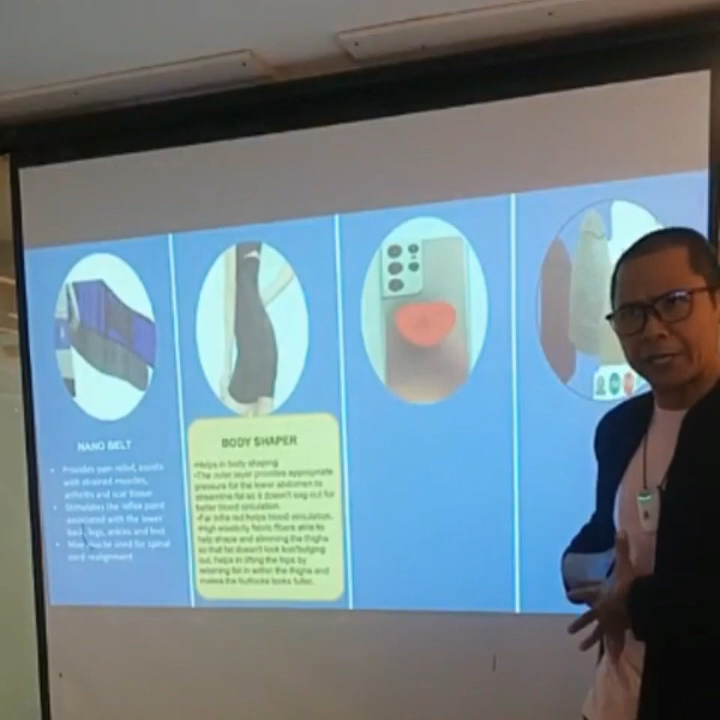 NANO BELT
• Provides pain relief, assists
with strained muscles,
arthritis and scar tissue
• Stimulates the reflex point
associated with the lower
back, legs, ankles and feet
• May also be used for spinal
cord realignment
BODY SHAPER
•Helps in body shaping
•The outer layer provides appropriate
pressure for the lower abdomen to
streamline fat so it doesn't sag out for
better blood circulation.
•Far infra red helps blood circulation.
•High elasticity fabric fibers able to
help shape and slimming the thighs
so that fat doesn't look lost/bulging
out, helps in lifting the hips by
retaining fat in within the thighs and
makes the buttocks looks fuller.